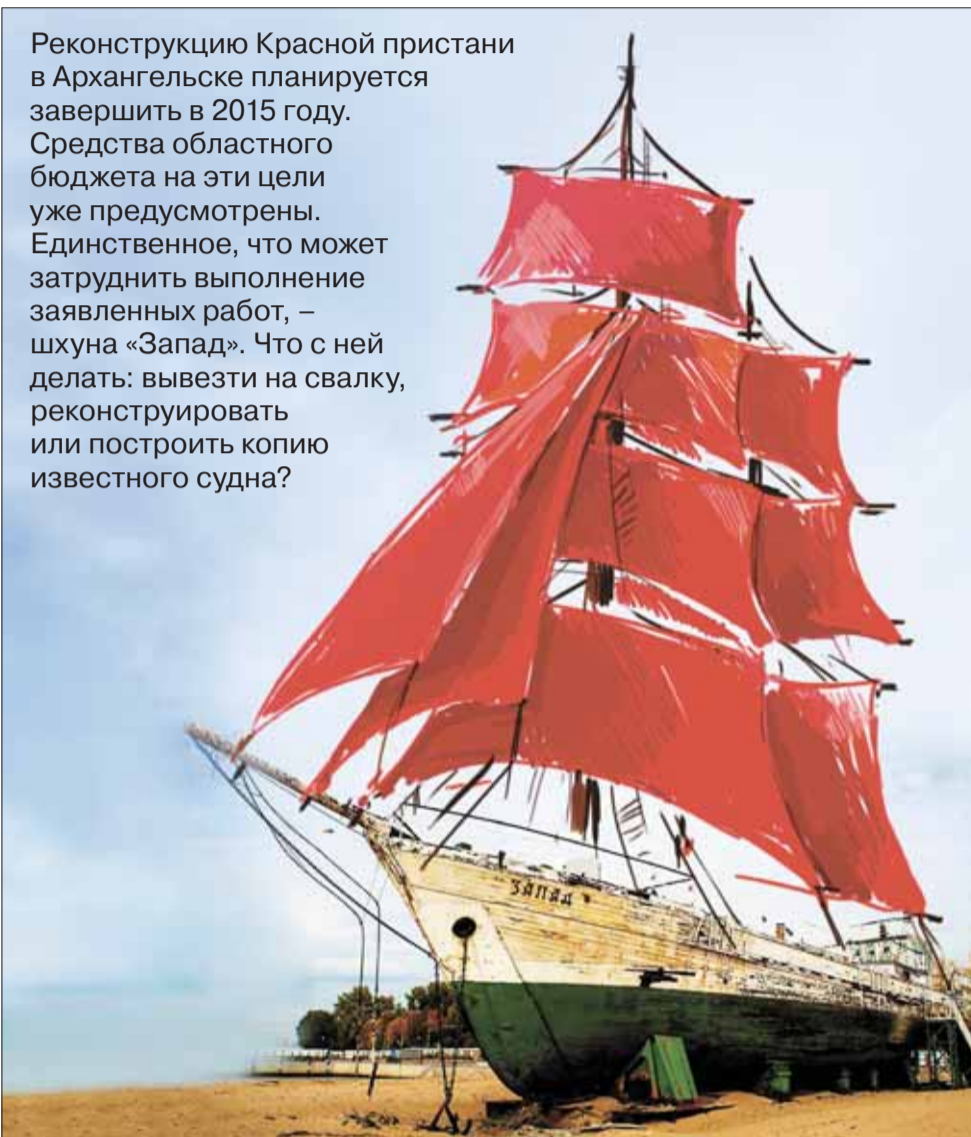 Реконструкцию Красной пристани
в Архангельске планируется
завершить в 2015 году.
Средства областного
бюджета на эти цели
уже предусмотрены.
Единственное, что может
затруднить выполнение
заявленных работ, –
шхуна «Запад». Что с ней
делать: вывезти на свалку,
реконструировать
или построить копию
известного судна?
ЗАПАД